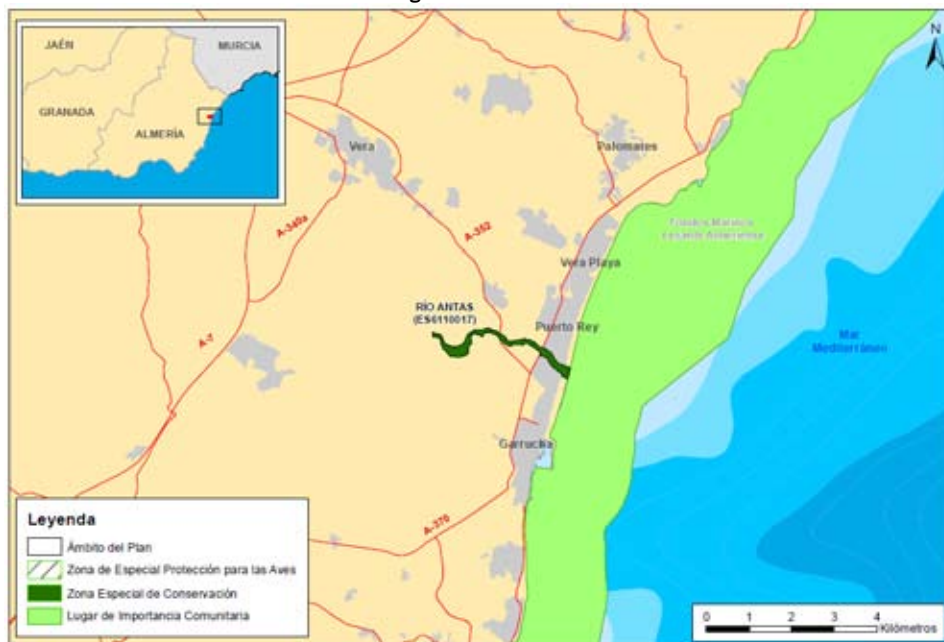 JAÉN
MURCIA
GRANADA
ALMERÍA
N
Vera
Palomares
A-340a
A-352
Vera Playa
RÍO ANTAS
(ES6110017)
Puerto Rey
Mar
Mediterráneo
A-7
Garrucha
A-370
Leyenda
Ámbito del Plan
Zona de Especial Protección para las Aves
Zona Especial de Conservación
Lugar de Importancia Comunitaria
0 1 2 3 4
Kilómetros